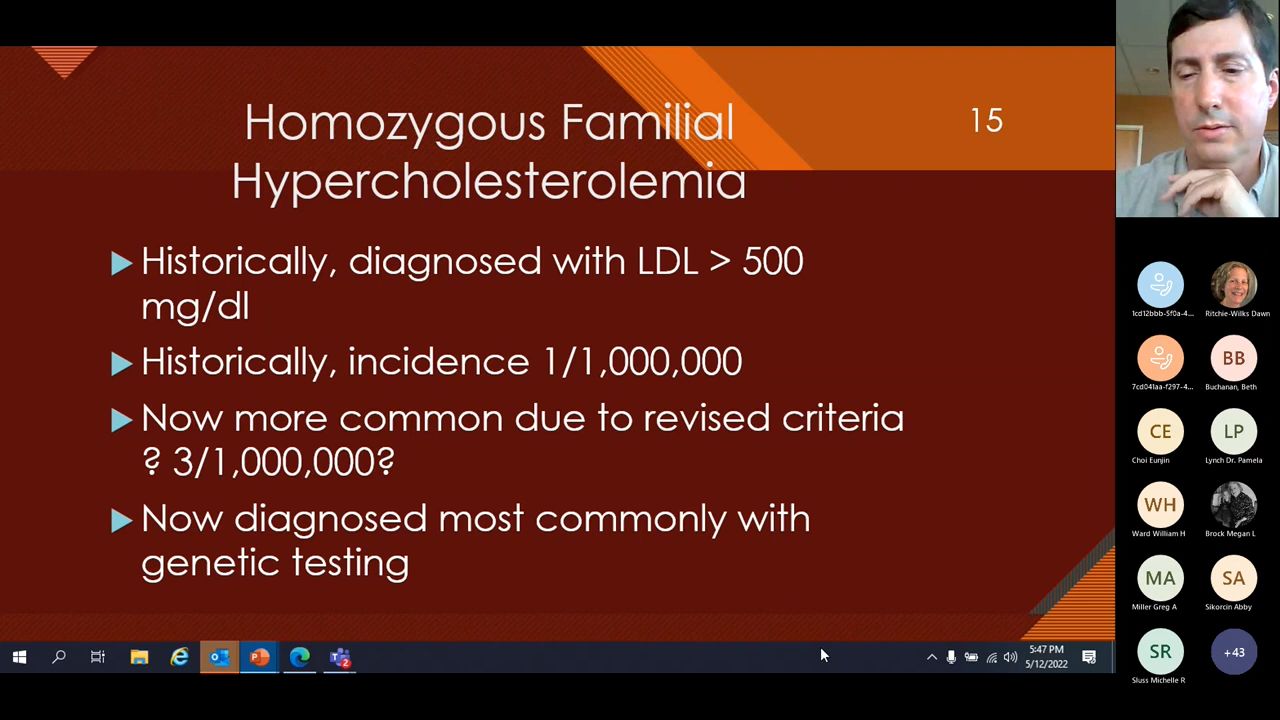 Homozygous Familial
Hypercholesterolemia
15
Historically, diagnosed with LDL > 500
mg/dl
Historically, incidence 1/1,000,000
Now more common due to revised criteria
? 3/1,000,000?
Now diagnosed most commonly with
genetic testing
1cd12bbb-5f0a-4...
Ritchie-Wilks Dawn
7cd041aa-f297-4...
BB
Buchanan, Beth
CE
Choi Eunjin
LP
Lynch Dr. Pamela
WH
Ward William H
Brock Megan L
MA
Miller Greg A
SA
Sikorcin Abby
SR
Sluss Michelle R
+43
5:47 PM
5/12/2022
2